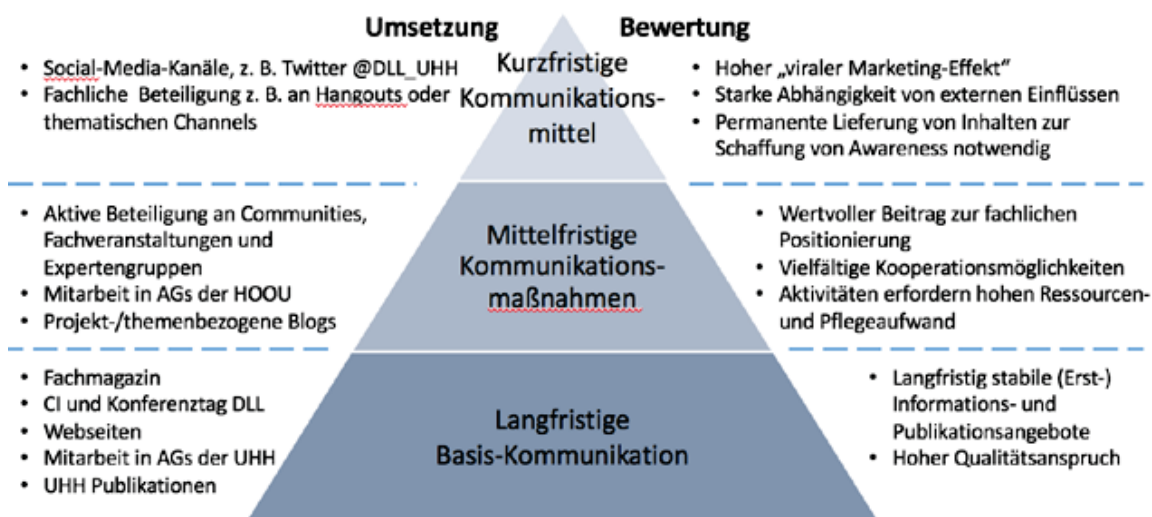 Umsetzung
Bewertung
• Social-Media-Kanäle, z. B. Twitter @DLL_UHH
• Fachliche Beteiligung z. B. an Hangouts oder
thematischen Channels
Kurzfristige
Kommunikations-
mittel
• Hoher „viraler Marketing-Effekt“
• Starke Abhängigkeit von externen Einflüssen
• Permanente Lieferung von Inhalten zur
Schaffung von Awareness notwendig
• Aktive Beteiligung an Communities,
Fachveranstaltungen und
Expertengruppen
• Mitarbeit in AGs der HOOU
• Projekt-/themenbezogene Blogs
Mittelfristige
Kommunikations-
maßnahmen
• Wertvoller Beitrag zur fachlichen
Positionierung
• Vielfältige Kooperationsmöglichkeiten
• Aktivitäten erfordern hohen Ressourcen-
und Pflegeaufwand
• Fachmagazin
• CI und Konferenztag DLL
• Webseiten
• Mitarbeit in AGs der UHH
• UHH Publikationen
Langfristige
Basis-Kommunikation
• Langfristig stabile (Erst-)
Informations- und
Publikationsangebote
• Hoher Qualitätsanspruch